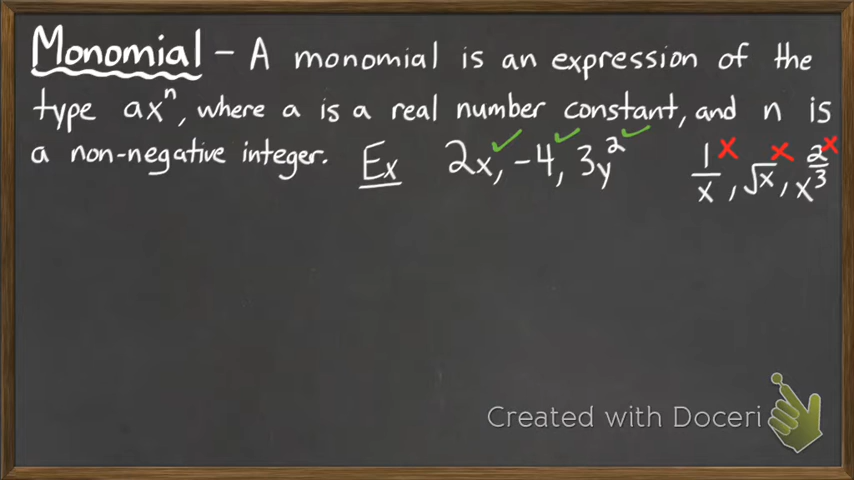 Monomial - A monomial is an expression of the
type axⁿ, where a is a real number constant, and n is
a non-negative integer. Ex 2x, -4, 3y² 1/x, √x, x^(2/3)
Created with Doceri